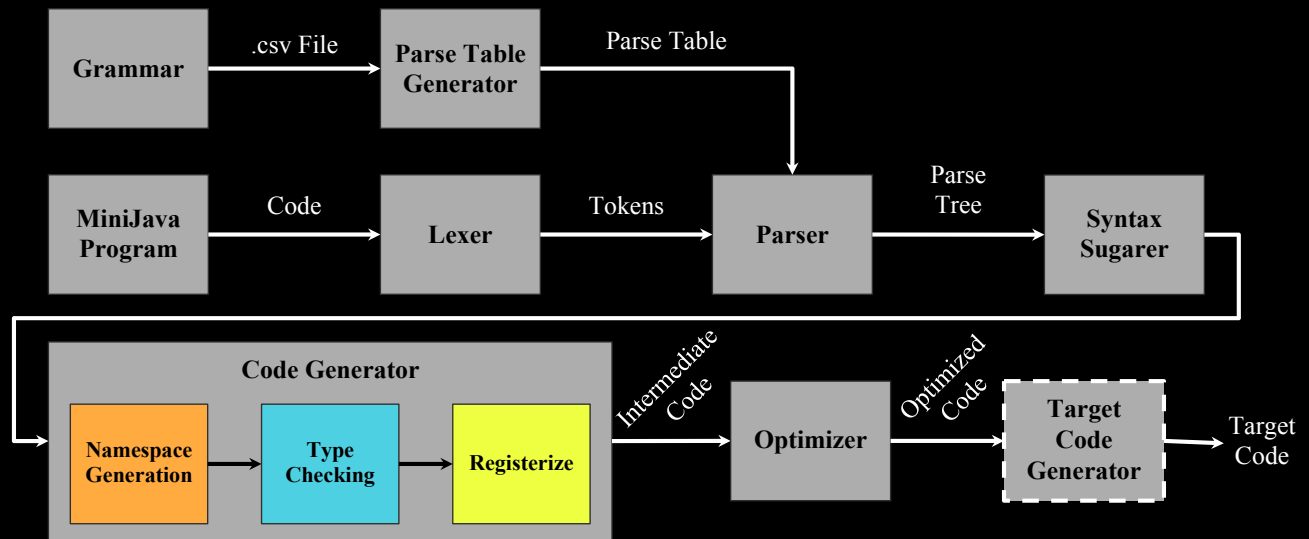 .csv File
Parse Table
Grammar
Parse Table
Generator
Code
Tokens
Parse
Tree
MiniJava
Program
Lexer
Parser
Syntax
Sugarer
Code Generator
Intermediate
Code
Optimized
Code
Namespace
Generation
Type
Checking
Registerize
Optimizer
Target
Code
Generator
Target
Code